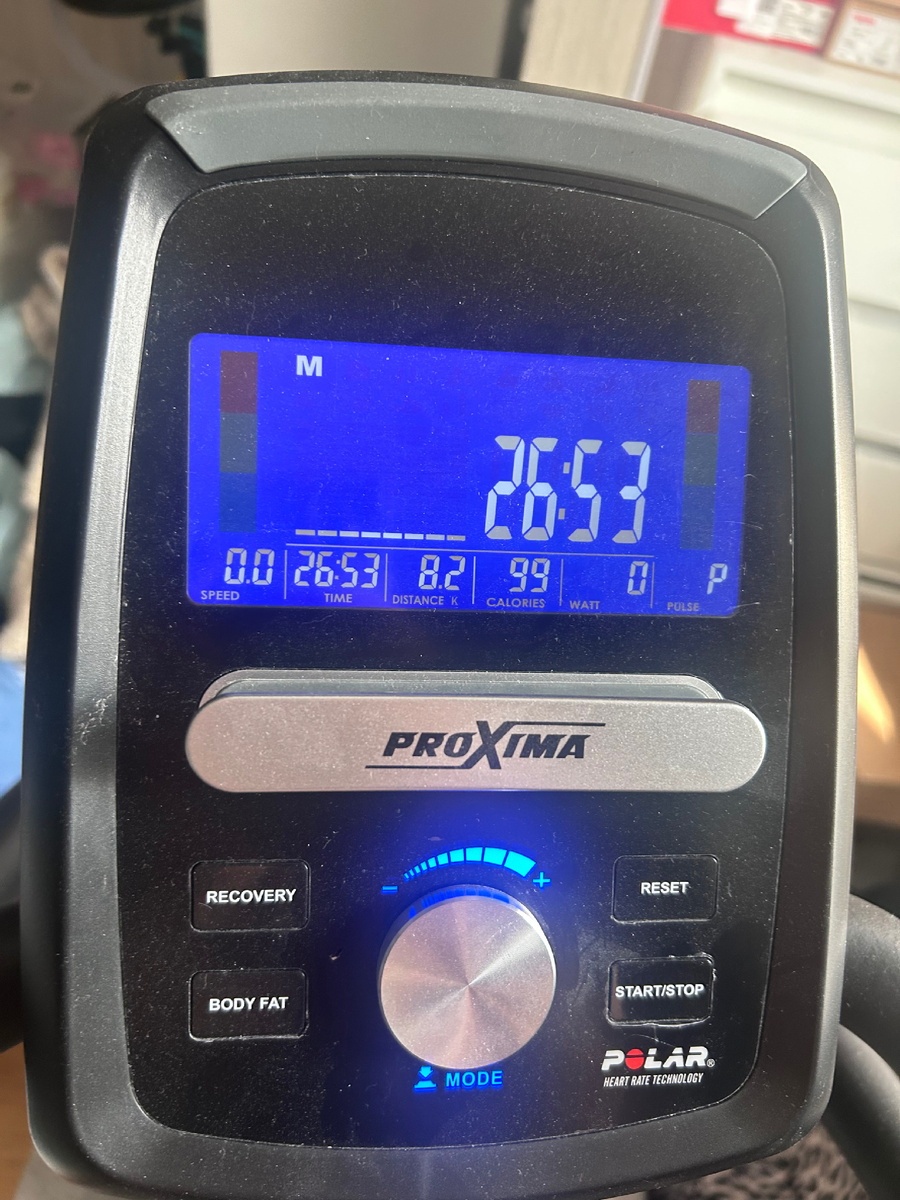 M
26:53
0.0 26:53 8.2 99 0 P
SPEED TIME DISTANCE K CALORIES WATT PULSE
PROXIMA
- +
RECOVERY RESET
BODY FAT START/STOP
MODE
POLAR®
HEART RATE TECHNOLOGY